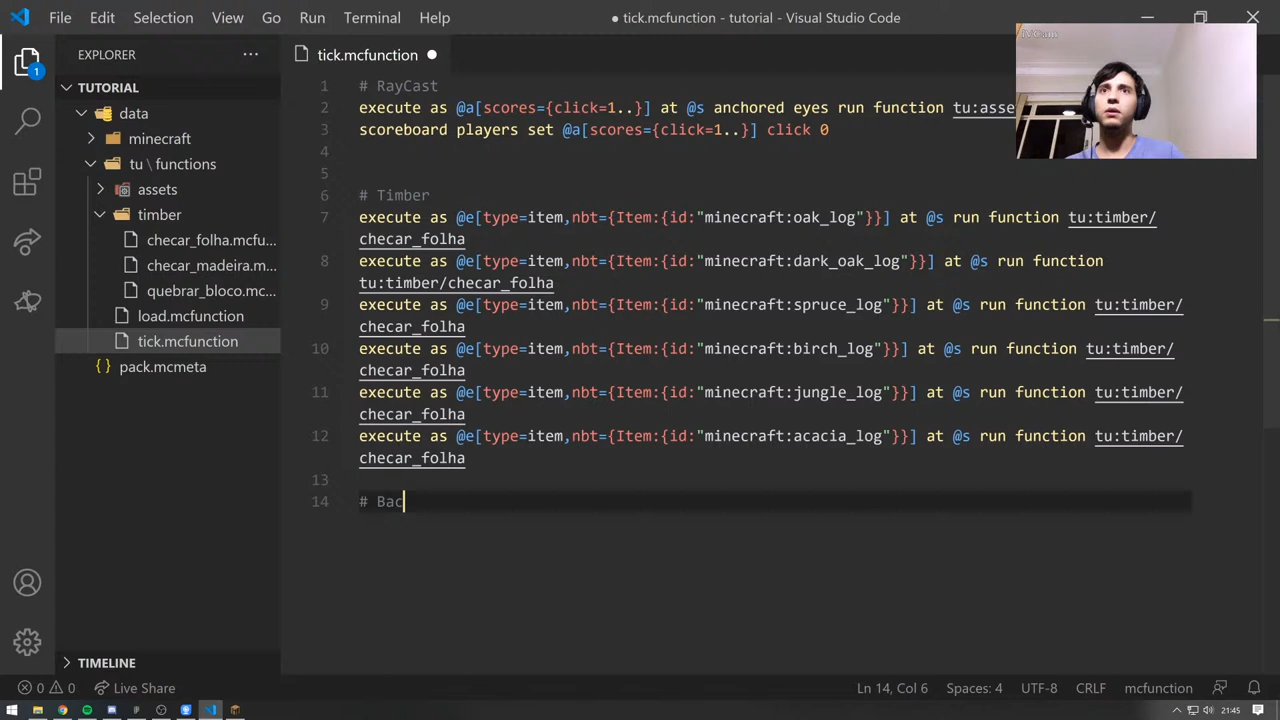 File Edit Selection View Go Run Terminal Help
● tick.mcfunction - tutorial - Visual Studio Code
iVCam
EXPLORER
TUTORIAL
data
minecraft
tu \ functions
assets
timber
checar_folha.mcfu...
checar_madeira.m...
quebrar_bloco.mc...
load.mcfunction
tick.mcfunction
pack.mcmeta
TIMELINE
1
tick.mcfunction ●
1 # RayCast
2 execute as @a[scores={click=1..}] at @s anchored eyes run function tu:asse
3 scoreboard players set @a[scores={click=1..}] click 0
4
5
6 # Timber
7 execute as @e[type=item,nbt={Item:{id:"minecraft:oak_log"}}] at @s run function tu:timber/
checar_folha
8 execute as @e[type=item,nbt={Item:{id:"minecraft:dark_oak_log"}}] at @s run function
tu:timber/checar_folha
9 execute as @e[type=item,nbt={Item:{id:"minecraft:spruce_log"}}] at @s run function tu:timber/
checar_folha
10 execute as @e[type=item,nbt={Item:{id:"minecraft:birch_log"}}] at @s run function tu:timber/
checar_folha
11 execute as @e[type=item,nbt={Item:{id:"minecraft:jungle_log"}}] at @s run function tu:timber/
checar_folha
12 execute as @e[type=item,nbt={Item:{id:"minecraft:acacia_log"}}] at @s run function tu:timber/
checar_folha
13
14 # Bac
0 0 Live Share
Ln 14, Col 6 Spaces: 4 UTF-8 CRLF mcfunction
21:45